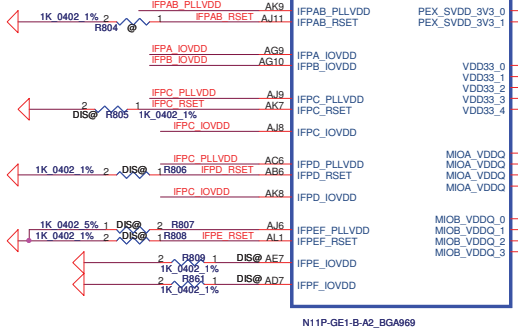 IFPAB_PLLVDD AK9 IFPAB_PLLVDD PEX_SVDD_3V3_0
1K_0402_1% 2 1 IFPAB_RSET AJ11 IFPAB_RSET PEX_SVDD_3V3_1
R804 @
IFPA_IOVDD AG9 IFPA_IOVDD
IFPB_IOVDD AG10 IFPB_IOVDD VDD33_0
VDD33_1
VDD33_2
IFPC_PLLVDD AJ9 IFPC_PLLVDD VDD33_3
2 1 IFPC_RSET AK7 IFPC_RSET VDD33_4
DIS@ R805 1K_0402_1%
IFPC_IOVDD AJ8 IFPC_IOVDD
MIOA_VDDQ
IFPC_PLLVDD AC6 IFPD_PLLVDD MIOA_VDDQ
1K_0402_1% 2 DIS@ 1 R806 IFPD_RSET AB6 IFPD_RSET MIOA_VDDQ
MIOA_VDDQ
IFPC_IOVDD AK8 IFPD_IOVDD
MIOB_VDDQ_0
1K_0402_5% 1 DIS@ 2 R807 AJ6 IFPEF_PLLVDD MIOB_VDDQ_1
1K_0402_1% 2 DIS@ 1 R808 IFPE_RSET AL1 IFPEF_RSET MIOB_VDDQ_2
MIOB_VDDQ_3
2 R809 1 DIS@ AE7 IFPE_IOVDD
1K_0402_1%
2 R861 1 DIS@ AD7 IFPF_IOVDD
1K_0402_1%
N11P-GE1-B-A2_BGA969